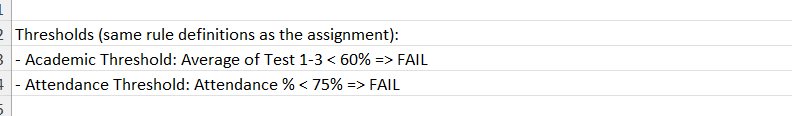 Thresholds (same rule definitions as the assignment):
- Academic Threshold: Average of Test 1-3 < 60% => FAIL
- Attendance Threshold: Attendance % < 75% => FAIL